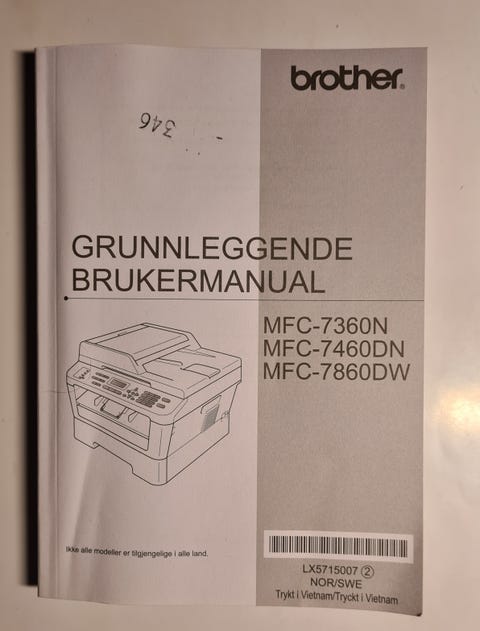 brother
346
GRUNNLEGGENDE
BRUKERMANUAL
MFC-7360N
MFC-7460DN
MFC-7860DW
Ikke alle modeller er tilgjengelige i alle land.
LX5715007 ②
NOR/SWE
Trykt i Vietnam/Tryckt i Vietnam